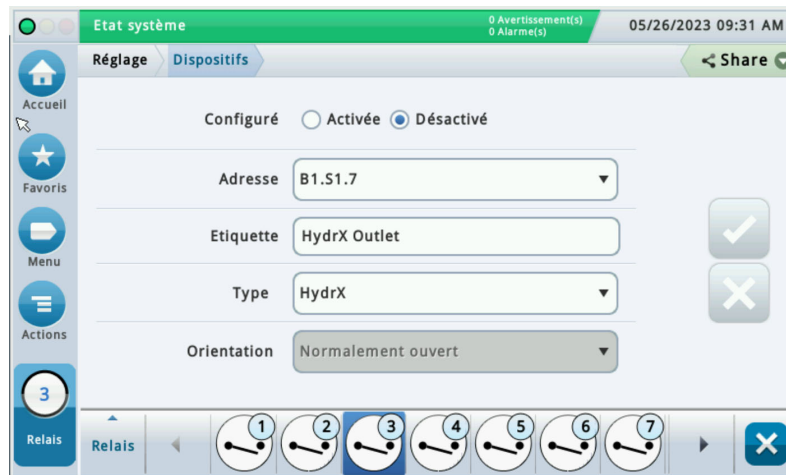 Etat système
0 Avertissement(s)
0 Alarme(s)
05/26/2023 09:31 AM
Réglage Dispositifs
Share
Accueil
Configuré Activée Désactivé
Adresse B1.S1.7
Favoris
Etiquette HydrX Outlet
Menu
Type HydrX
Actions
Orientation Normalement ouvert
3
Relais
Relais 1 2 3 4 5 6 7